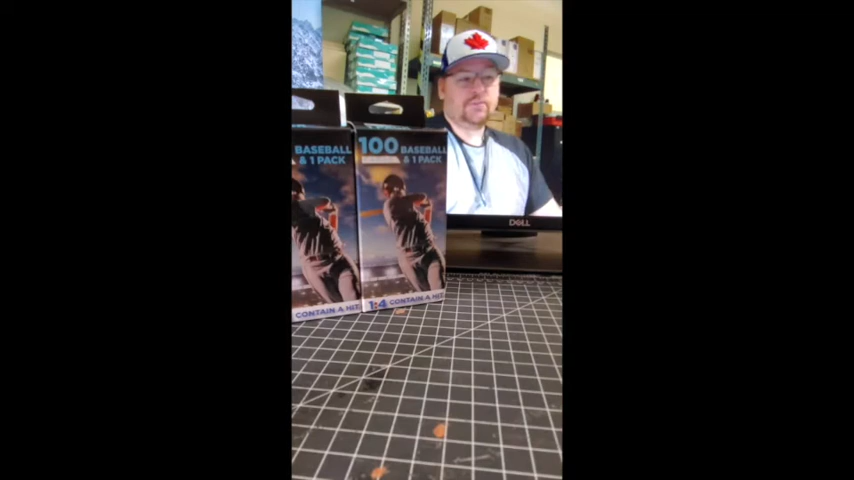 BASEBALL
& 1 PACK
CONTAIN A HIT
100 BASEBALL
& 1 PACK
1:4 CONTAIN A HIT
DELL